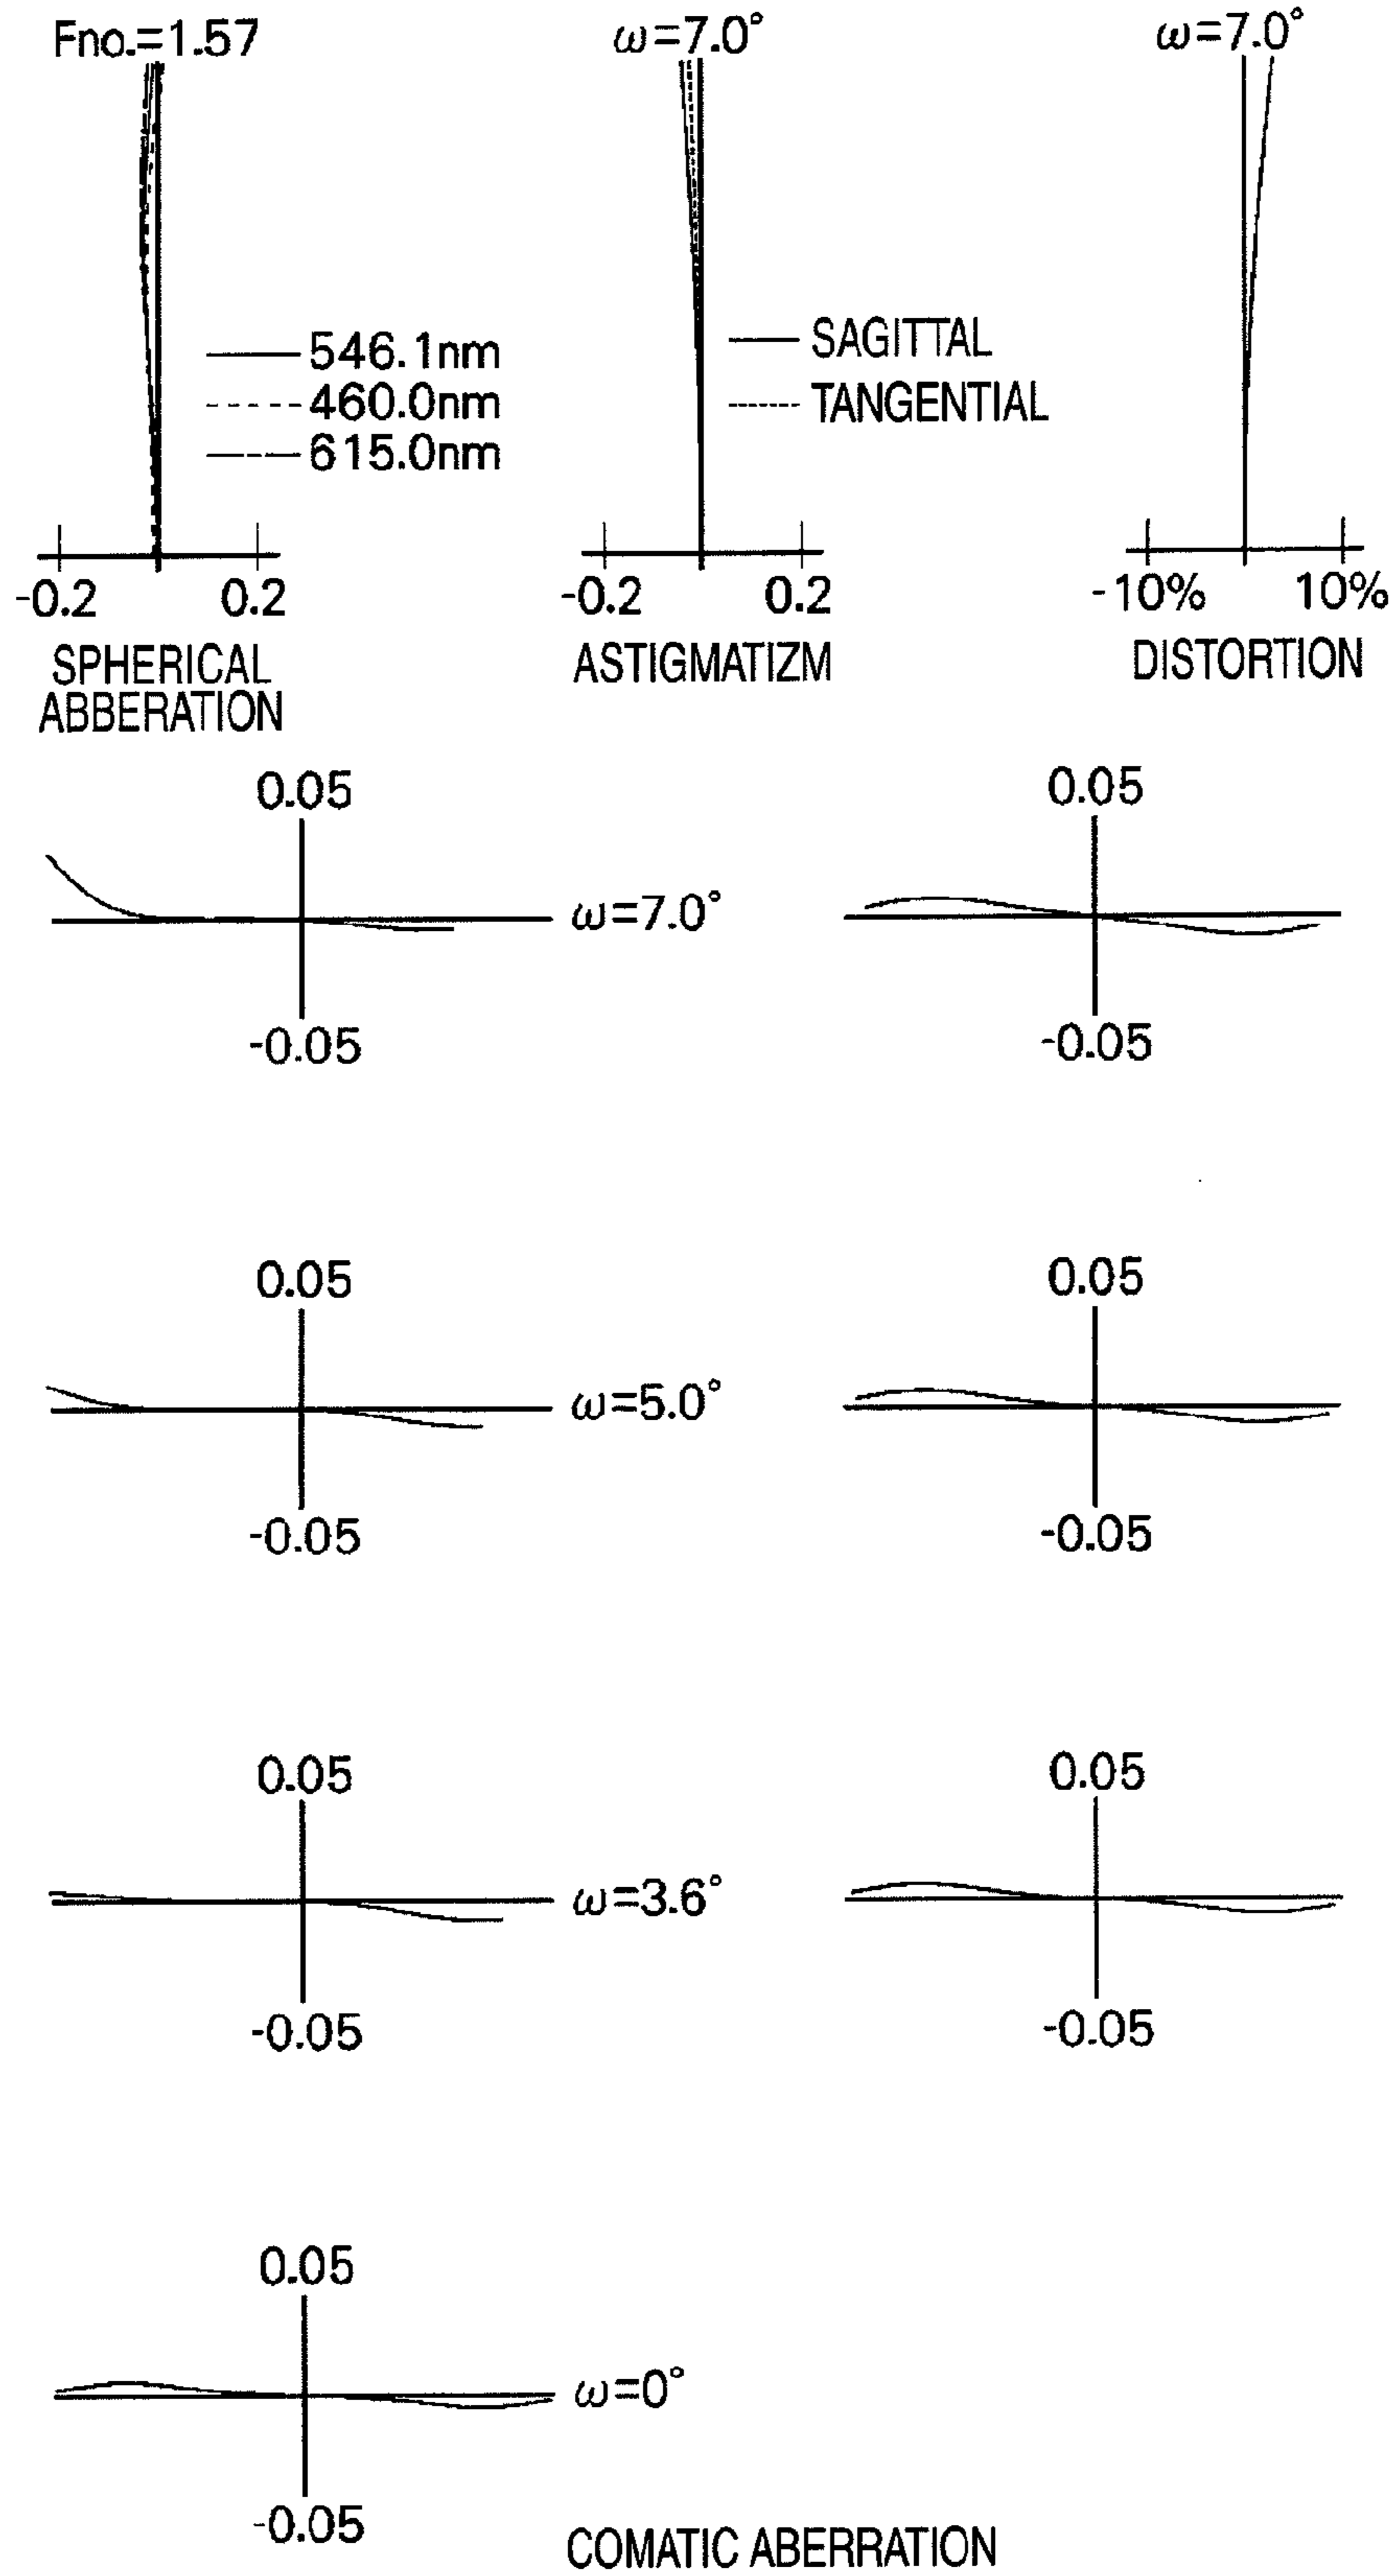 Fno.=1.57
ω=7.0°
ω=7.0°
546.1nm
460.0nm
615.0nm
SAGITTAL
TANGENTIAL
-0.2 0.2
-0.2 0.2
-10% 10%
SPHERICAL
ABBERATION
ASTIGMATIZM
DISTORTION
0.05
0.05
ω=7.0°
-0.05
-0.05
0.05
0.05
ω=5.0°
-0.05
-0.05
0.05
0.05
ω=3.6°
-0.05
-0.05
0.05
ω=0°
-0.05
COMATIC ABERRATION